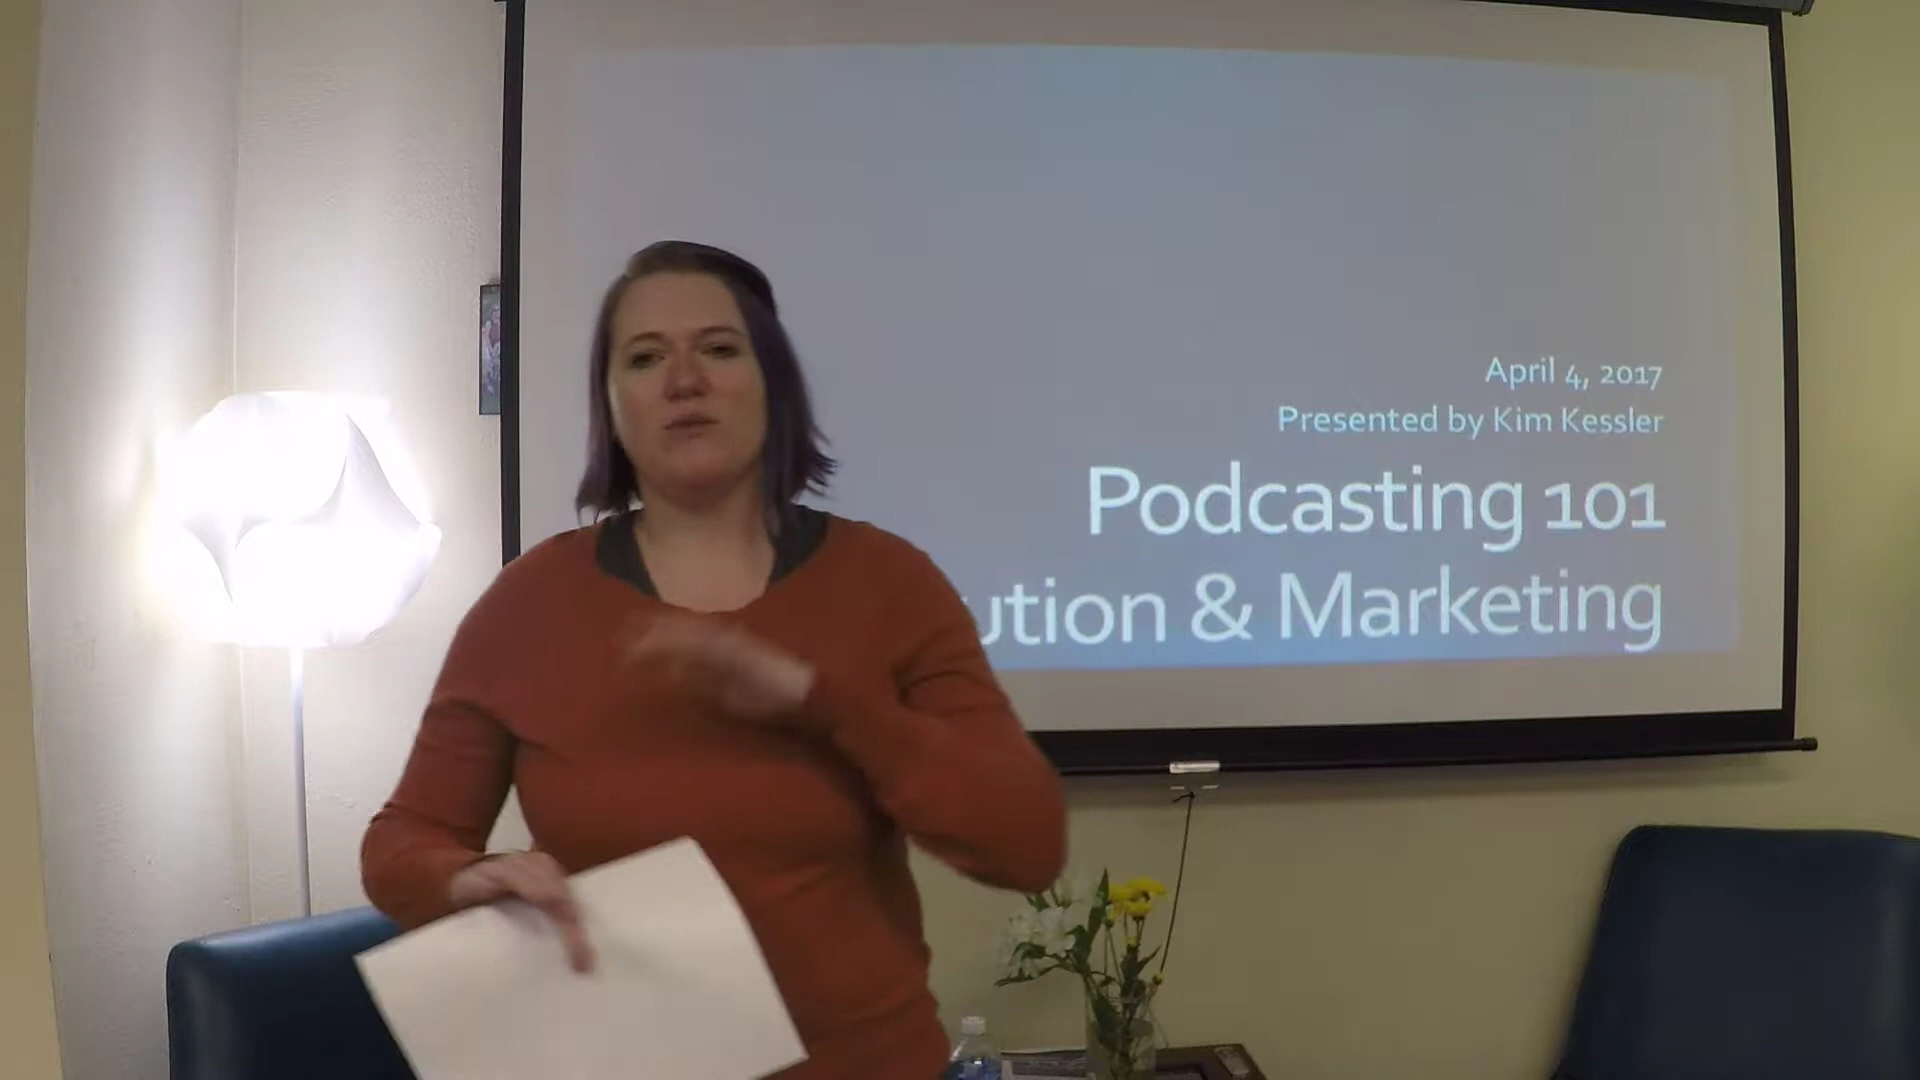 April 4, 2017
Presented by Kim Kessler
Podcasting 101
ution & Marketing